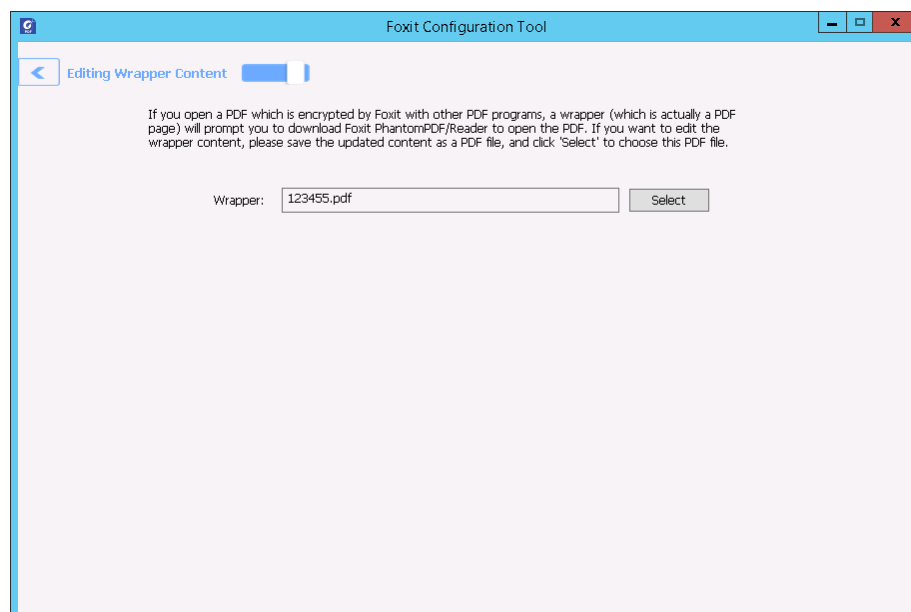 Foxit Configuration Tool
Editing Wrapper Content
If you open a PDF which is encrypted by Foxit with other PDF programs, a wrapper (which is actually a PDF
page) will prompt you to download Foxit PhantomPDF/Reader to open the PDF. If you want to edit the
wrapper content, please save the updated content as a PDF file, and click 'Select' to choose this PDF file.
Wrapper: 123455.pdf Select